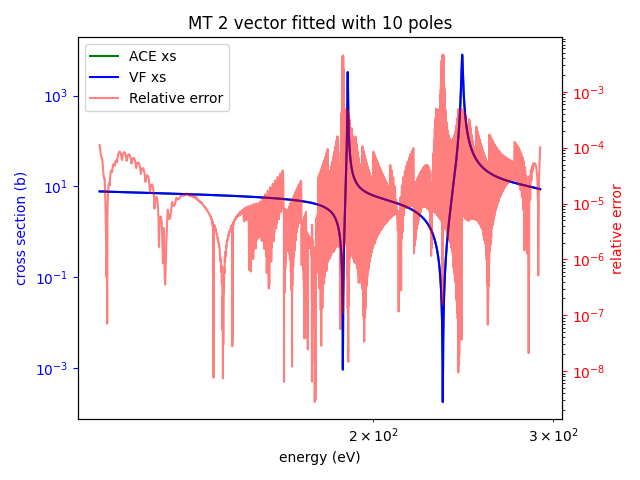 MT 2 vector fitted with 10 poles
ACE xs
VF xs
Relative error
10³
10¹
10⁻¹
10⁻³
cross section (b)
10⁻³
10⁻⁴
10⁻⁵
10⁻⁶
10⁻⁷
10⁻⁸
relative error
2 × 10²
3 × 10²
energy (eV)